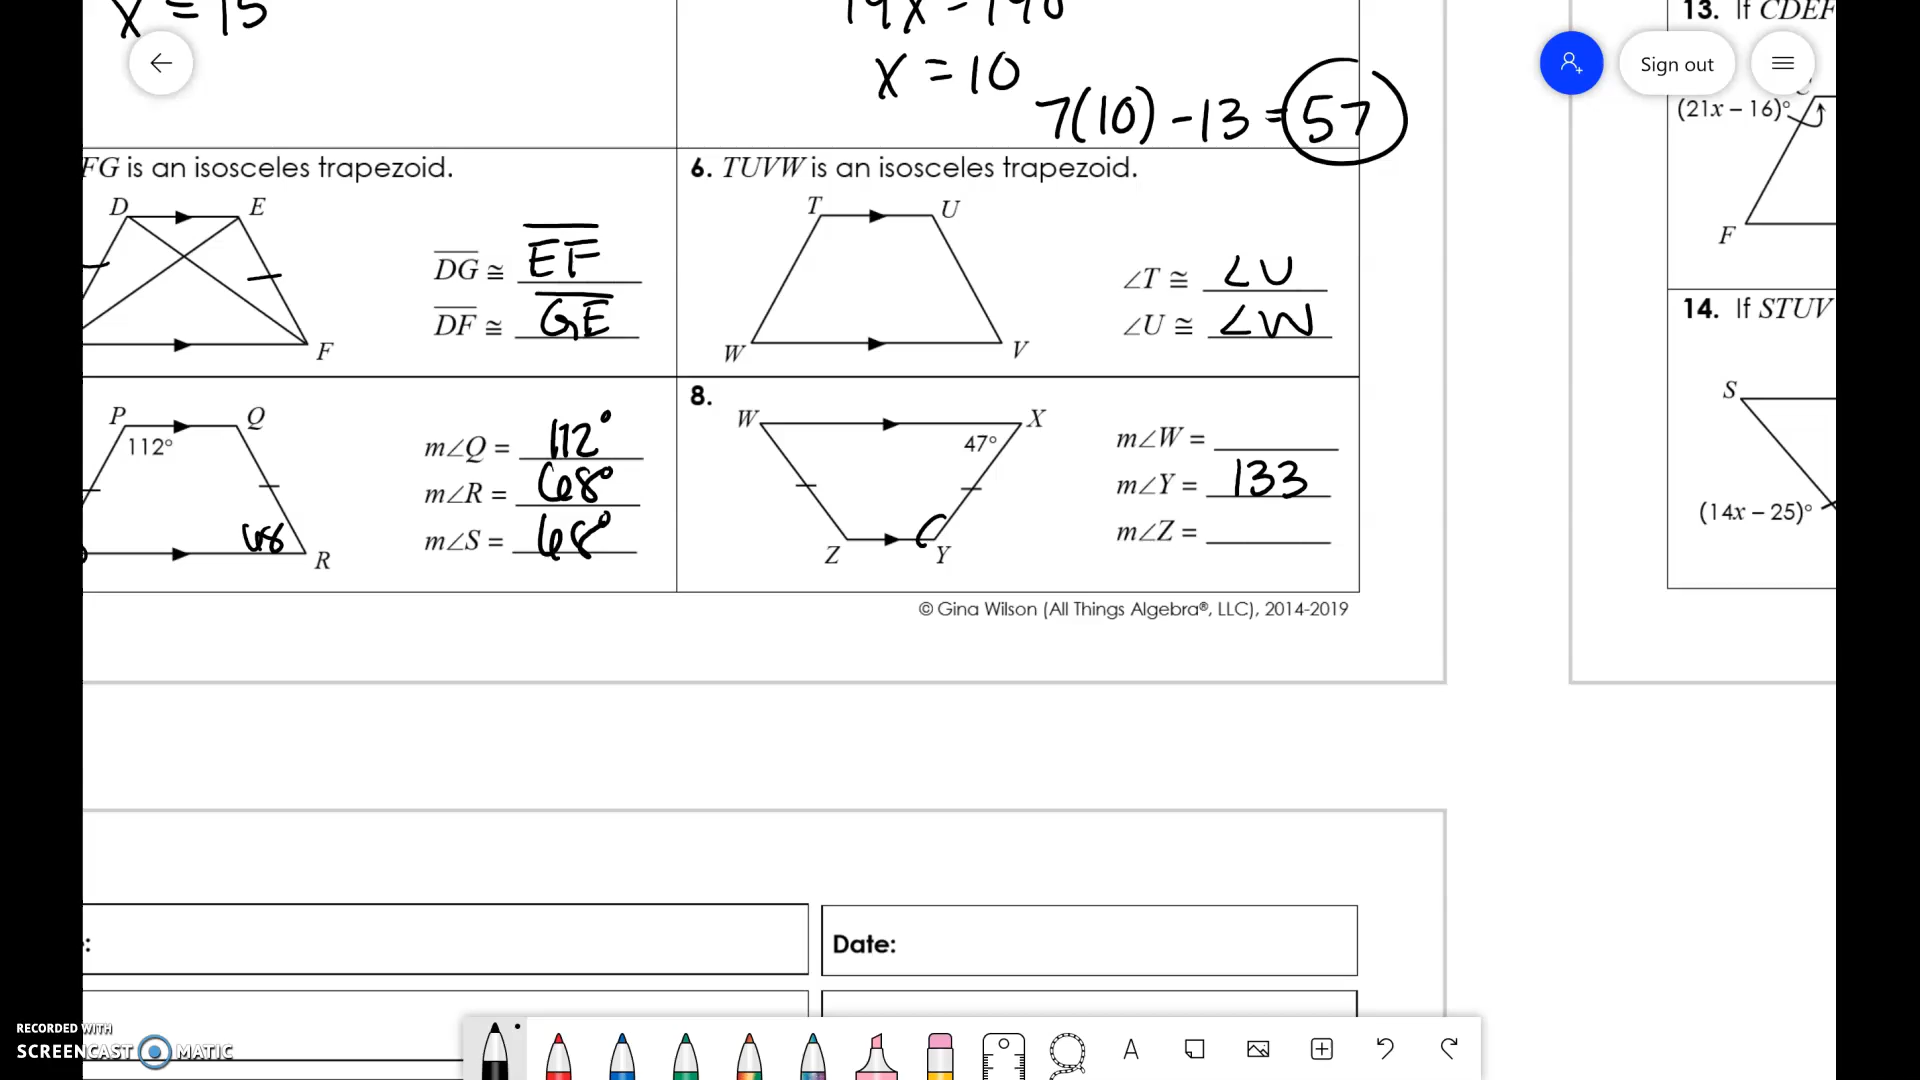 x = 15
19x = 190
x = 10
7(10) - 13 = 57
FG is an isosceles trapezoid.
D E
F
DG ≅ EF
DF ≅ GE
6. TUVW is an isosceles trapezoid.
T U
W V
∠T ≅ ∠U
∠U ≅ ∠W
P Q
112°
68
R
m∠Q = 112°
m∠R = 68°
m∠S = 68°
8.
W X
47°
Z Y
m∠W =
m∠Y = 133
m∠Z =
© Gina Wilson (All Things Algebra®, LLC), 2014-2019
Date:
13. If CDEF
(21x – 16)°
F
14. If STUV
S
(14x – 25)°
Sign out
A
RECORDED WITH
SCREENCAST MATIC